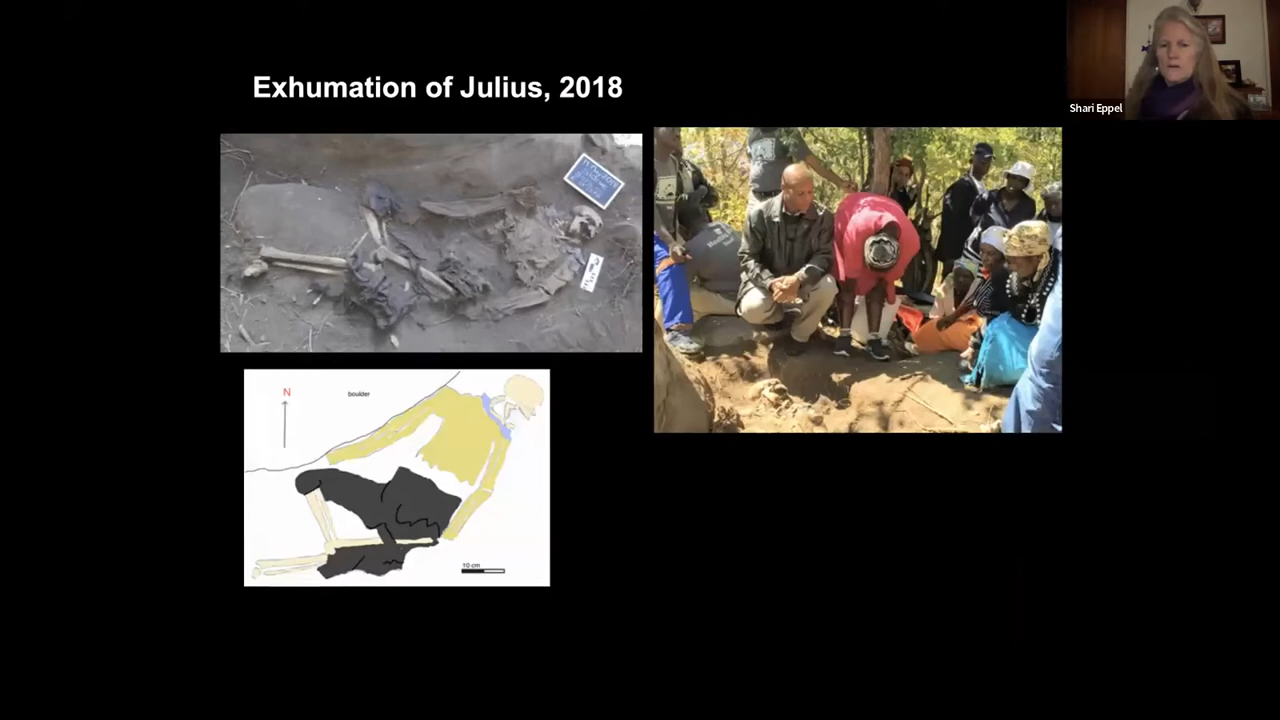 Exhumation of Julius, 2018
Shari Eppel
N
boulder
10 cm